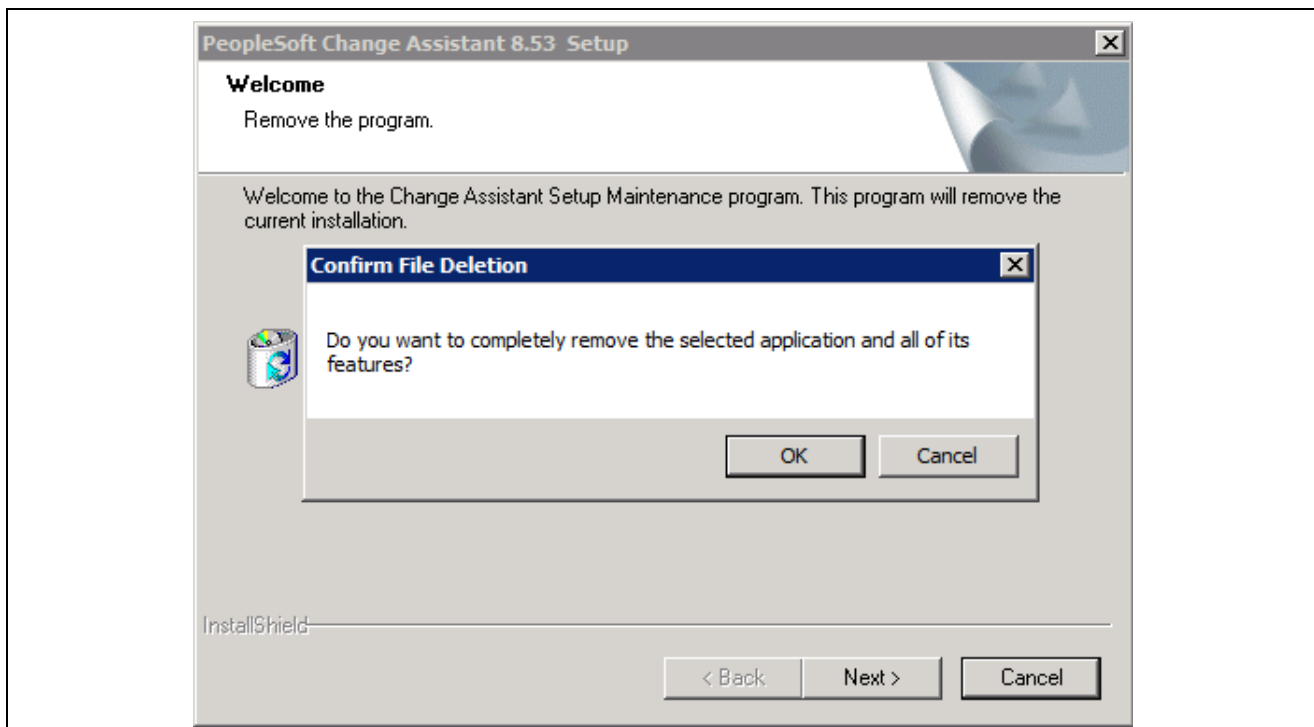 PeopleSoft Change Assistant 8.53 Setup
Welcome
Remove the program.
Welcome to the Change Assistant Setup Maintenance program. This program will remove the
current installation.
Confirm File Deletion
Do you want to completely remove the selected application and all of its
features?
OK Cancel
InstallShield
< Back Next > Cancel